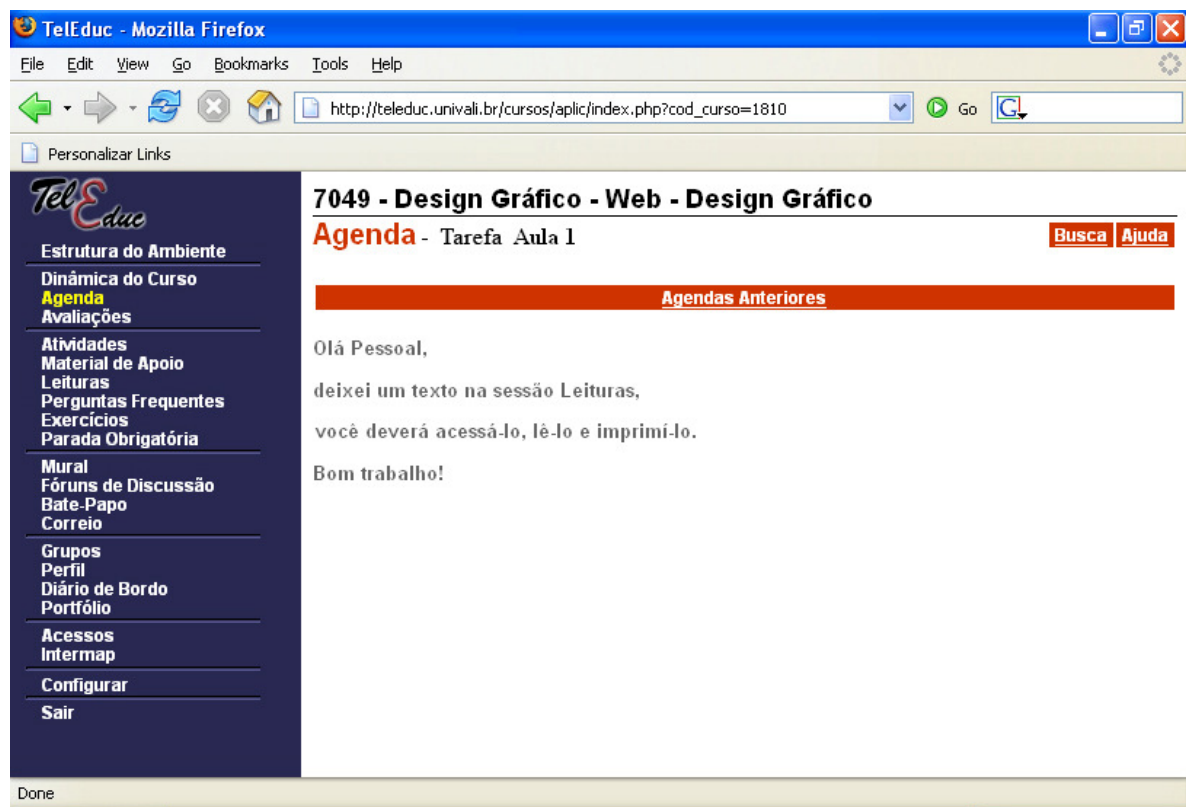 TelEduc - Mozilla Firefox
File Edit View Go Bookmarks Tools Help
http://teleduc.univali.br/cursos/aplic/index.php?cod_curso=1810 Go G
Personalizar Links
TelEduc
Estrutura do Ambiente
Dinâmica do Curso
Agenda
Avaliações
Atividades
Material de Apoio
Leituras
Perguntas Frequentes
Exercícios
Parada Obrigatória
Mural
Fóruns de Discussão
Bate-Papo
Correio
Grupos
Perfil
Diário de Bordo
Portfólio
Acessos
Intermap
Configurar
Sair
7049 - Design Gráfico - Web - Design Gráfico
Agenda - Tarefa Aula 1
Busca Ajuda
Agendas Anteriores
Olá Pessoal,
deixei um texto na sessão Leituras,
você deverá acessá-lo, lê-lo e imprimí-lo.
Bom trabalho!
Done